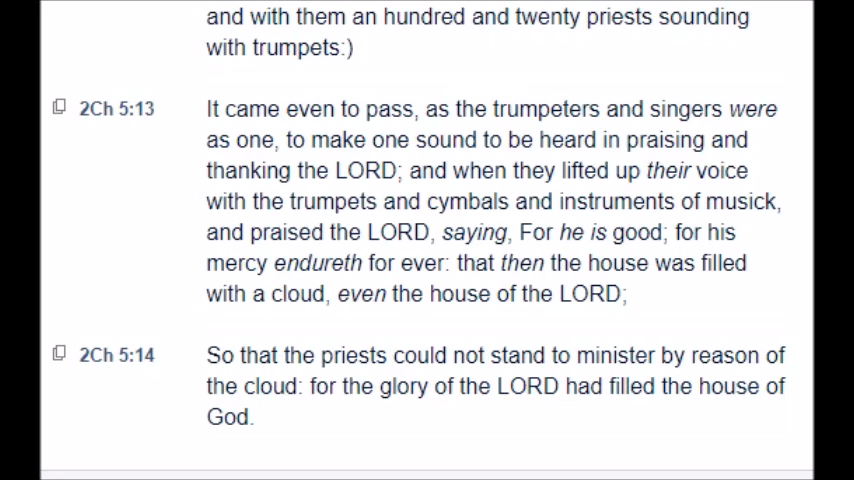 and with them an hundred and twenty priests sounding
with trumpets:)
2Ch 5:13 It came even to pass, as the trumpeters and singers were
as one, to make one sound to be heard in praising and
thanking the LORD; and when they lifted up their voice
with the trumpets and cymbals and instruments of musick,
and praised the LORD, saying, For he is good; for his
mercy endureth for ever: that then the house was filled
with a cloud, even the house of the LORD;
2Ch 5:14 So that the priests could not stand to minister by reason of
the cloud: for the glory of the LORD had filled the house of
God.